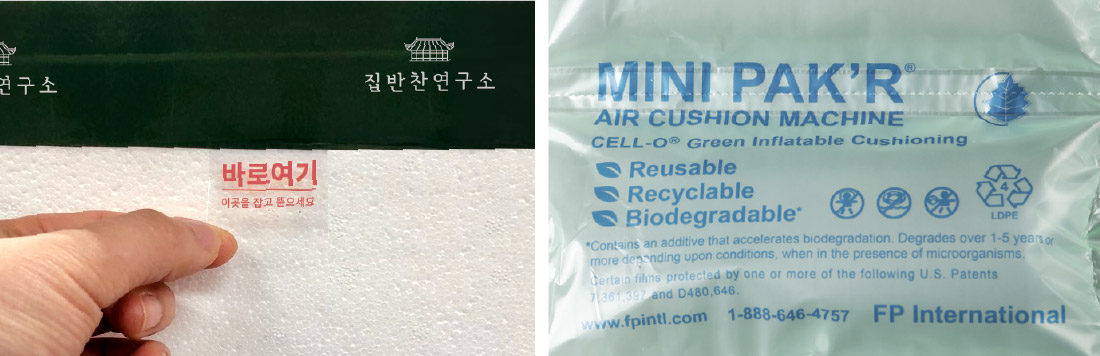 연구소
집반찬연구소
바로여기
이곳을 잡고 뜯으세요
MINI PAK'R®
AIR CUSHION MACHINE
CELL-O® Green Inflatable Cushioning
Reusable
Recyclable
Biodegradable*
4
LDPE
*Contains an additive that accelerates biodegradation. Degrades over 1-5 years or
more depending upon conditions, when in the presence of microorganisms.
Certain films protected by one or more of the following U.S. Patents
7,361,397 and D480,646.
www.fpintl.com 1-888-646-4757 FP International